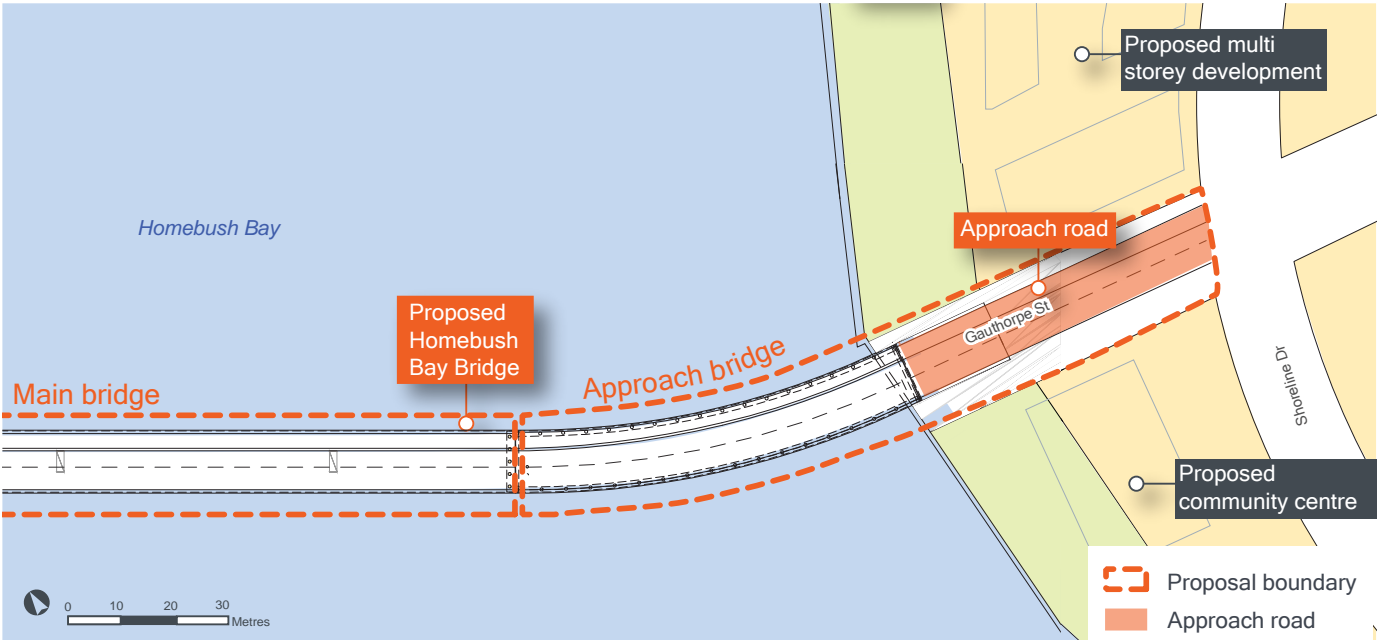 Proposed multi
storey development
Homebush Bay
Approach road
Proposed
Homebush
Bay Bridge
Gauthorpe St
Approach bridge
Main bridge
Shoreline Dr
Proposed
community centre
Proposal boundary
Approach road
0 10 20 30
Metres